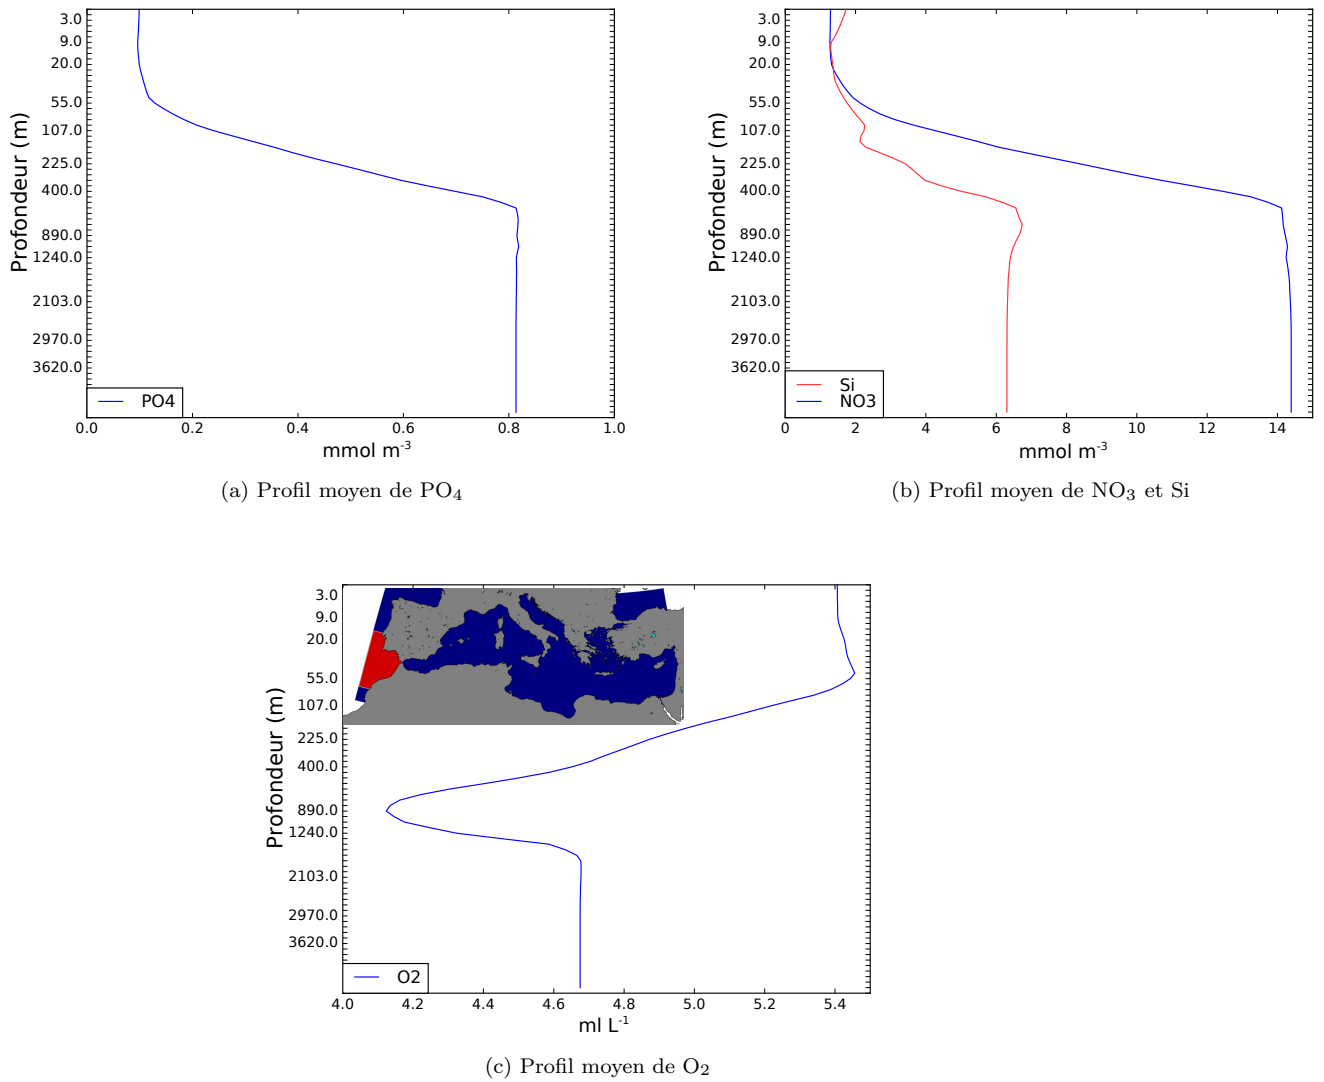 3.0
9.0
20.0
55.0
107.0
225.0
400.0
890.0
1240.0
2103.0
2970.0
3620.0
Profondeur (m)
PO4
0.0 0.2 0.4 0.6 0.8 1.0
mmol m-3
(a) Profil moyen de PO4
3.0
9.0
20.0
55.0
107.0
225.0
400.0
890.0
1240.0
2103.0
2970.0
3620.0
Profondeur (m)
Si
NO3
0 2 4 6 8 10 12 14
mmol m-3
(b) Profil moyen de NO3 et Si
3.0
9.0
20.0
55.0
107.0
225.0
400.0
890.0
1240.0
2103.0
2970.0
3620.0
Profondeur (m)
O2
4.0 4.2 4.4 4.6 4.8 5.0 5.2 5.4
ml L-1
(c) Profil moyen de O2